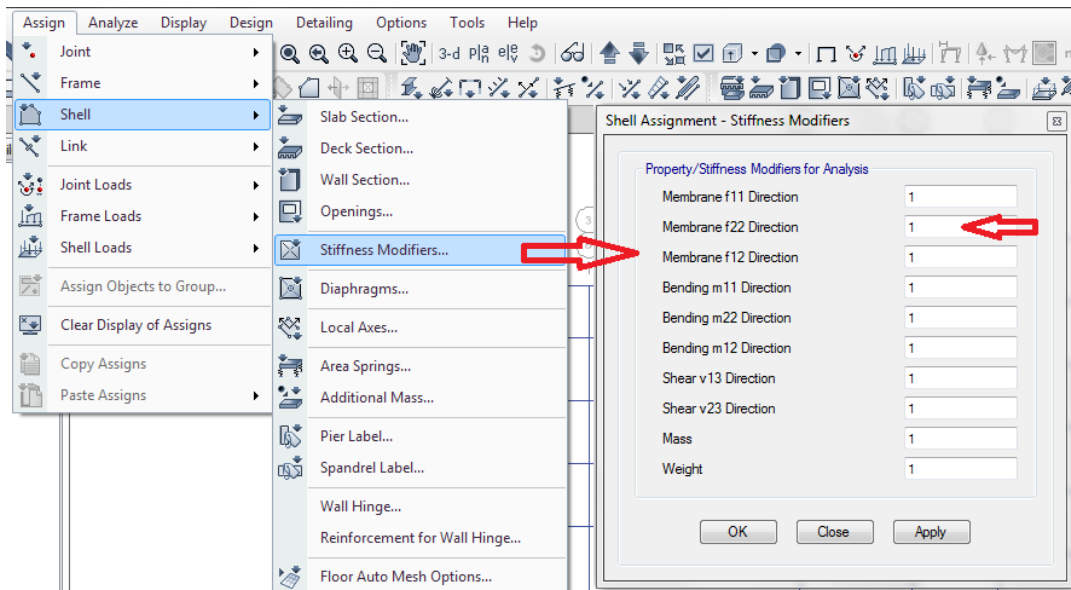 Assign Analyze Display Design Detailing Options Tools Help
Joint
Frame
Shell
Link
Joint Loads
Frame Loads
Shell Loads
Assign Objects to Group...
Clear Display of Assigns
Copy Assigns
Paste Assigns
3-d
Slab Section...
Deck Section...
Wall Section...
Openings...
Stiffness Modifiers...
Diaphragms...
Local Axes...
Area Springs...
Additional Mass...
Pier Label...
Spandrel Label...
Wall Hinge...
Reinforcement for Wall Hinge...
Floor Auto Mesh Options...
3
Shell Assignment - Stiffness Modifiers
Property/Stiffness Modifiers for Analysis
Membrane f11 Direction 1
Membrane f22 Direction 1
Membrane f12 Direction 1
Bending m11 Direction 1
Bending m22 Direction 1
Bending m12 Direction 1
Shear v13 Direction 1
Shear v23 Direction 1
Mass 1
Weight 1
OK Close Apply